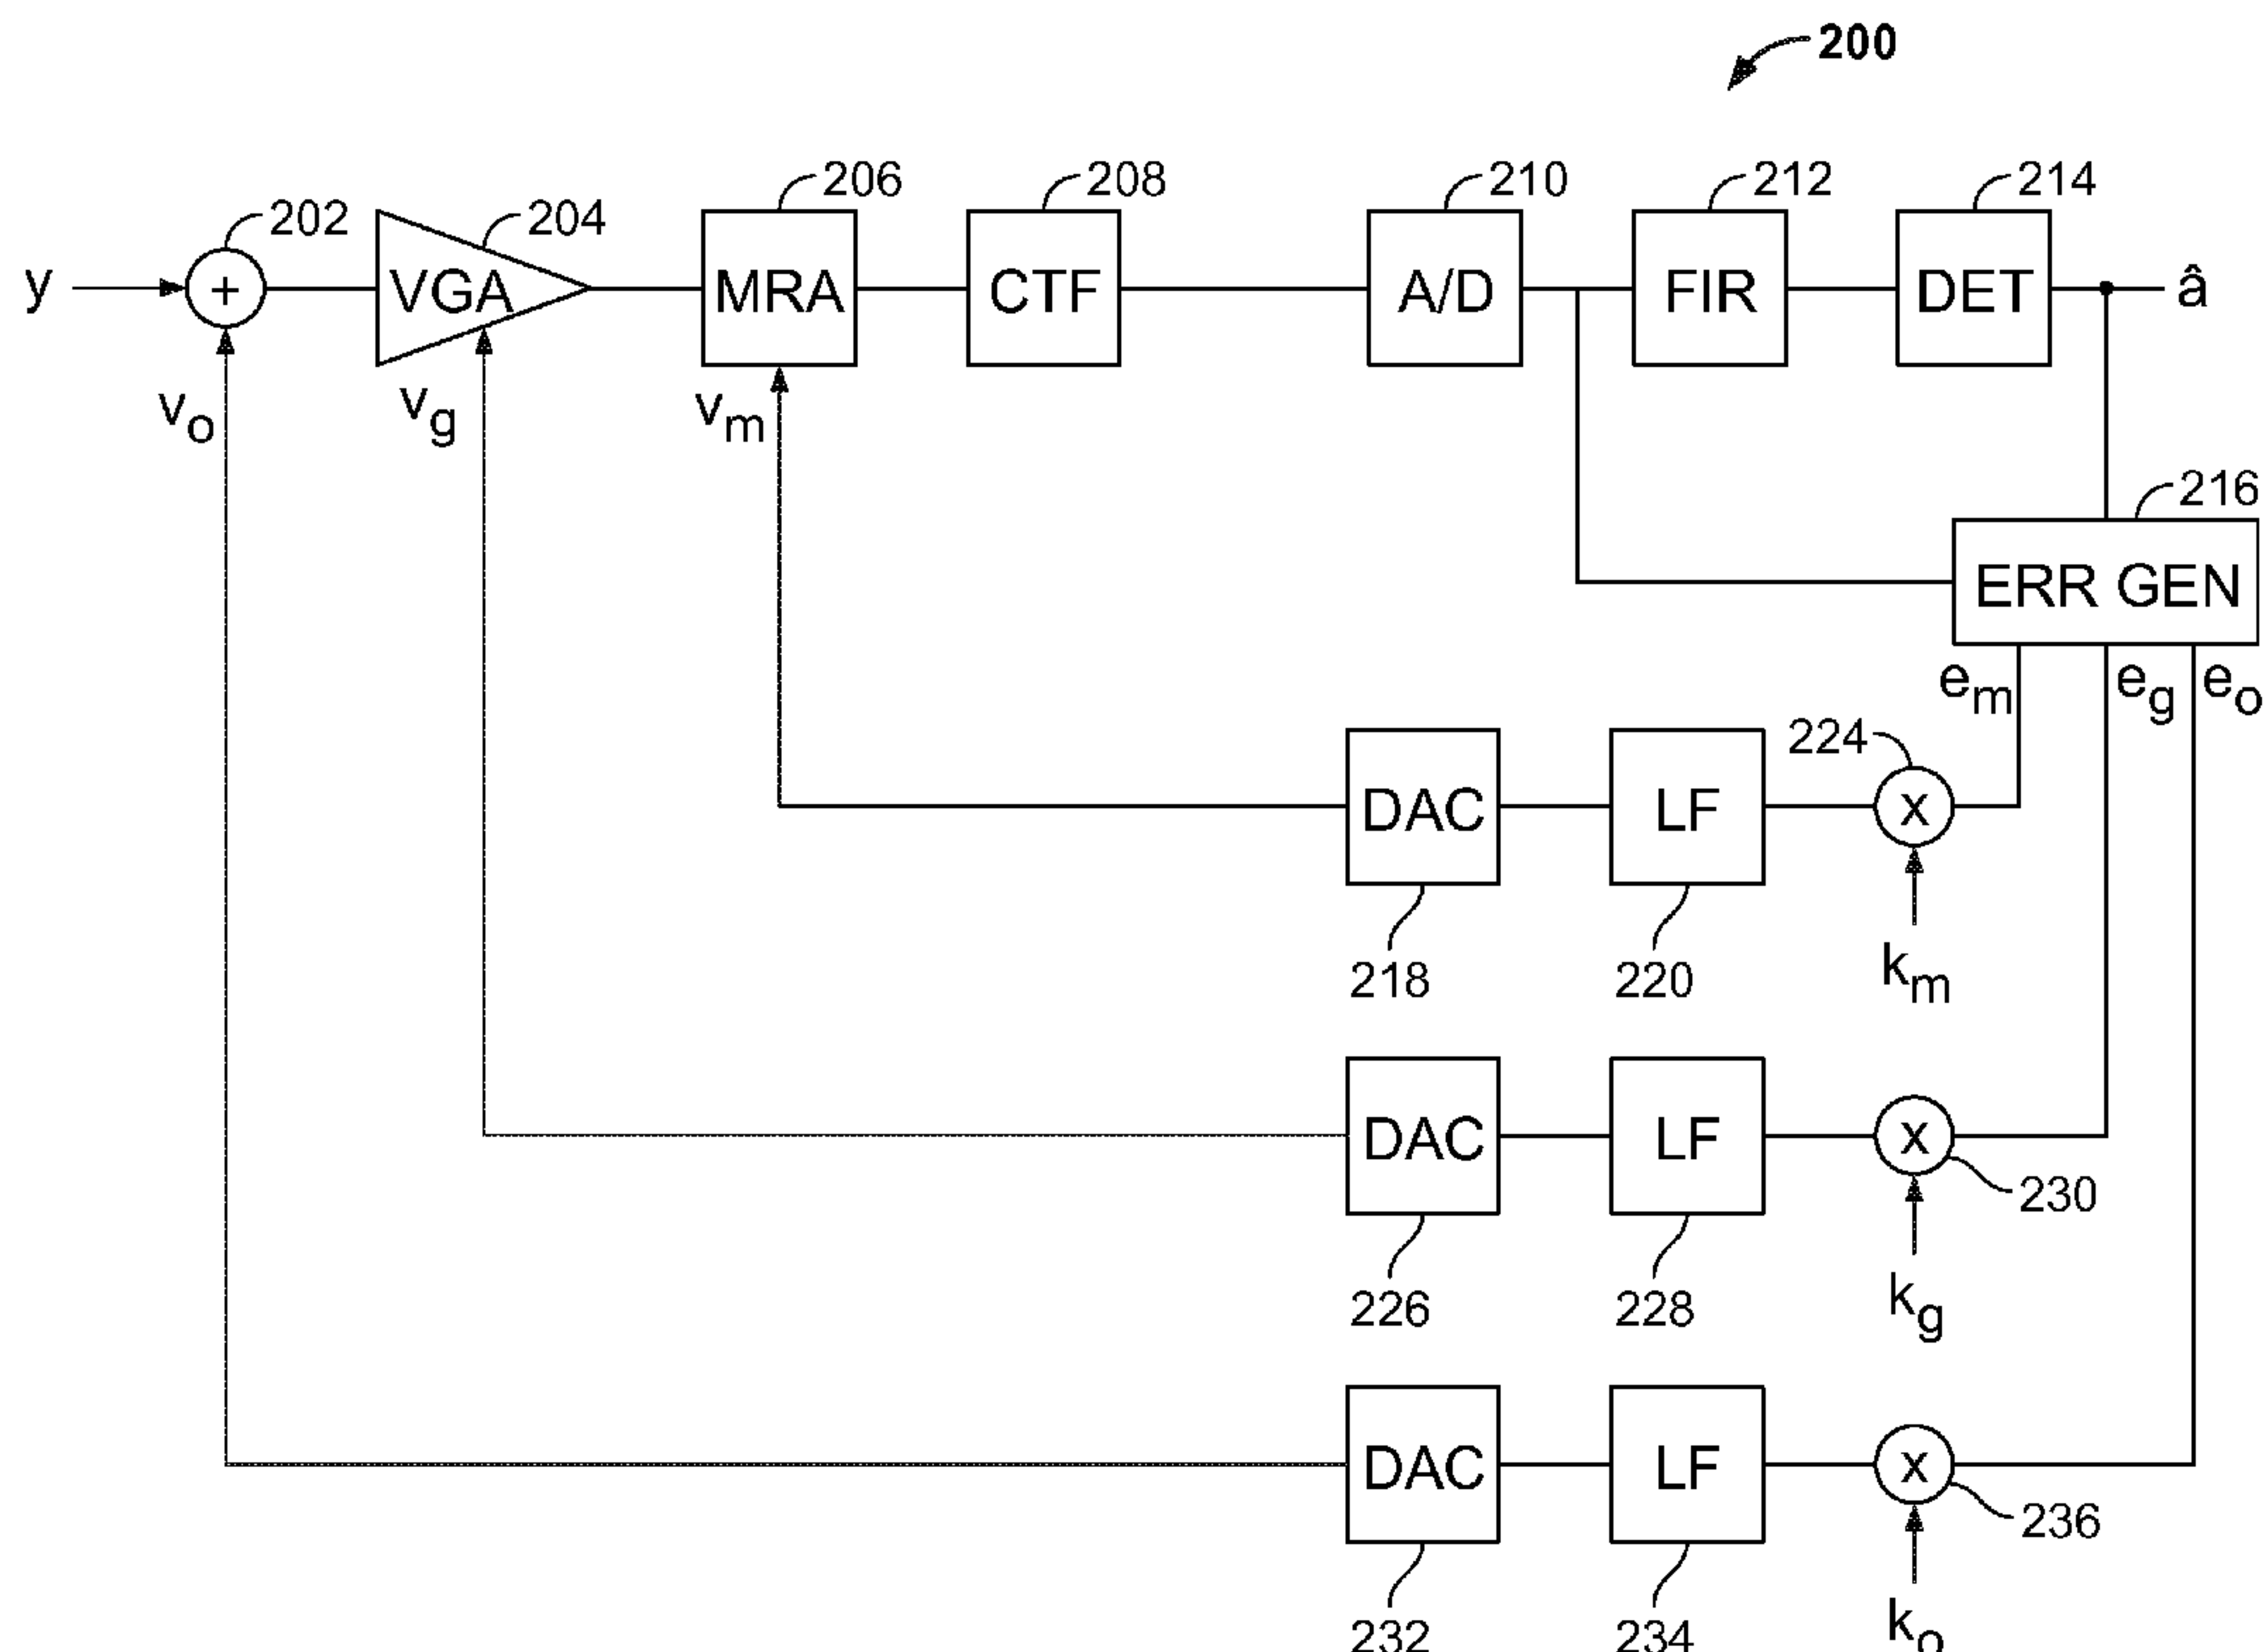 200
206 208 210 212 214
202 204
y + VGA MRA CTF A/D FIR DET â
vo vg vm
216
ERR GEN
em eg eo
224
DAC LF x
218 220 km
DAC LF x
230
226 228 kg
DAC LF x
236
232 234 ko